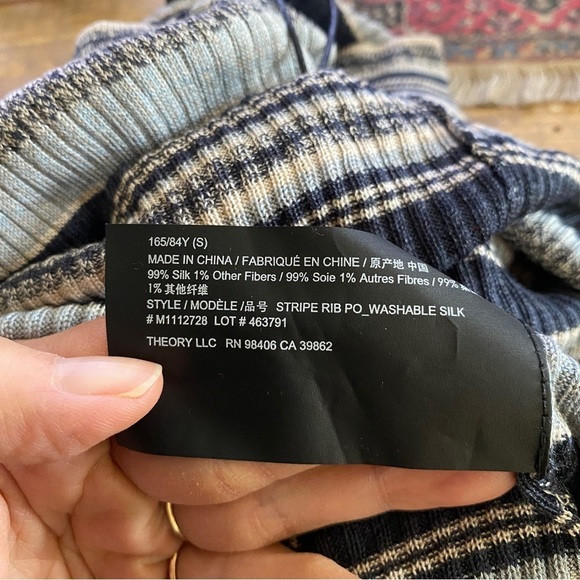 165/84Y (S)
MADE IN CHINA / FABRIQUÉ EN CHINE / 原产地 中国
99% Silk 1% Other Fibers / 99% Soie 1% Autres Fibres / 99%
1% 其他纤维
STYLE / MODÈLE /品号 STRIPE RIB PO_WASHABLE SILK
# M1112728 LOT # 463791
THEORY LLC RN 98406 CA 39862